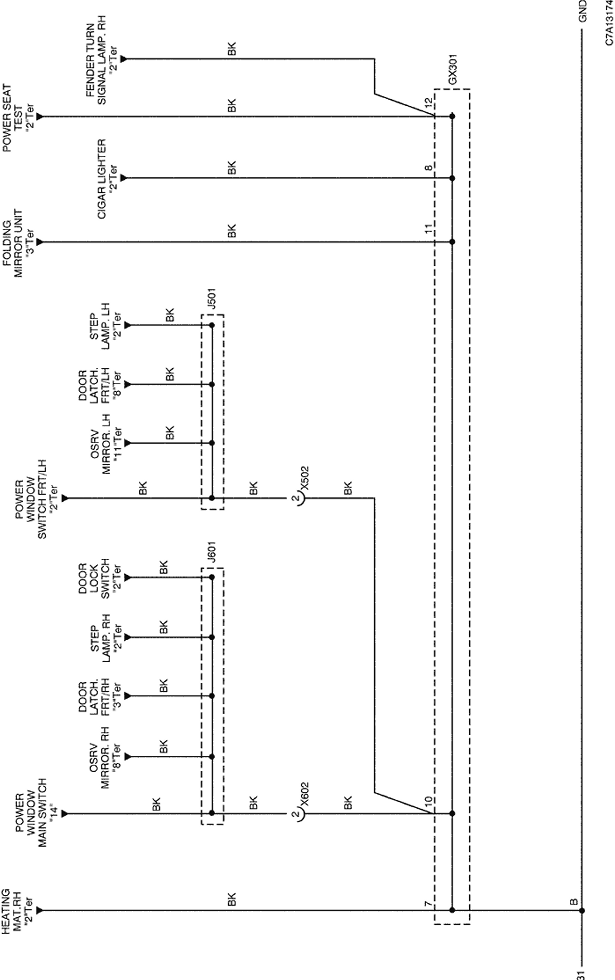 HEATING
MAT.RH
"2"Ter
BK
7
POWER
WINDOW
MAIN SWITCH
"14"
BK
BK
2
X602
BK
10
OSRV
MIRROR. RH
"8"Ter
BK
DOOR
LATCH.
FRT/RH
"3"Ter
BK
STEP
LAMP. RH
"2"Ter
BK
DOOR
LOCK
SWITCH
"2"Ter
BK
J601
POWER
WINDOW
SWITCH FRT/LH
"2"Ter
BK
BK
2
X502
BK
OSRV
MIRROR. LH
"11"Ter
BK
DOOR
LATCH.
FRT/LH
"8"Ter
BK
STEP
LAMP. LH
"2"Ter
BK
J501
FOLDING
MIRROR UNIT
"3"Ter
BK
11
CIGAR LIGHTER
"2"Ter
BK
8
POWER SEAT
TEST
"2"Ter
BK
12
FENDER TURN
SIGNAL LAMP. RH
"2"Ter
BK
GX301
B
31
GND
C7A13174